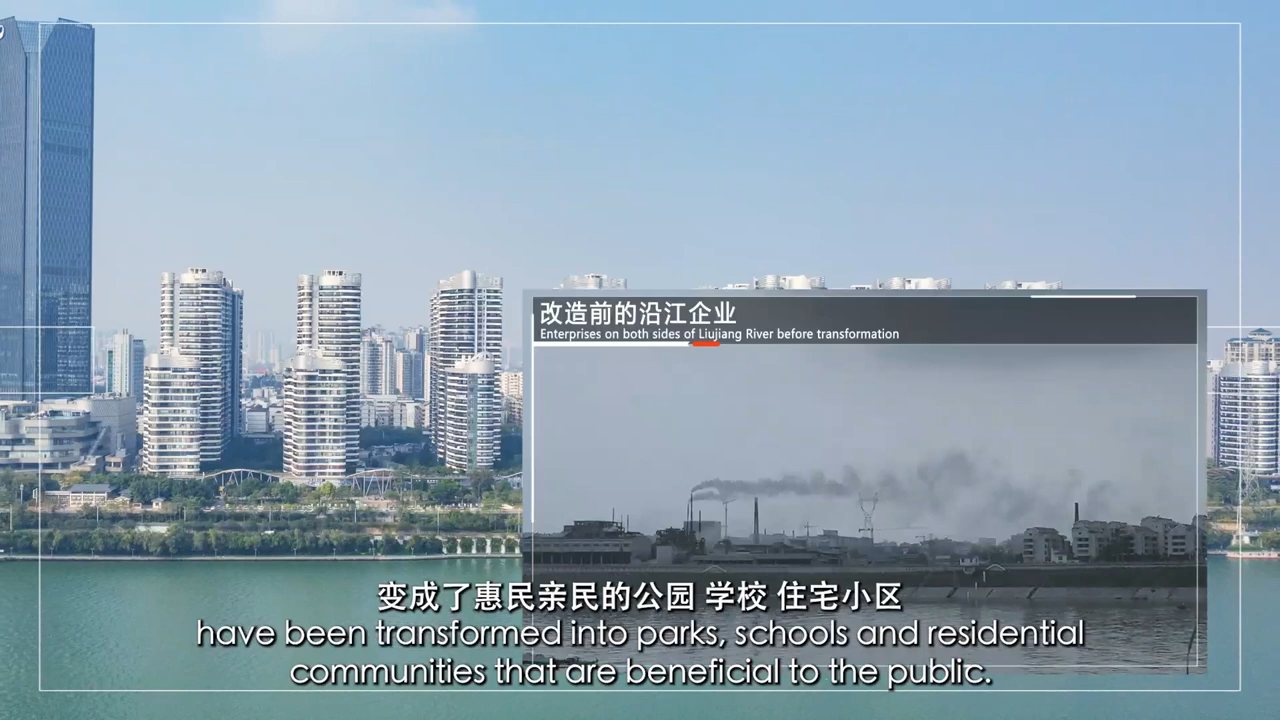 改造前的沿江企业
Enterprises on both sides of Liujiang River before transformation
变成了惠民亲民的公园 学校 住宅小区
have been transformed into parks, schools and residential
communities that are beneficial to the public.